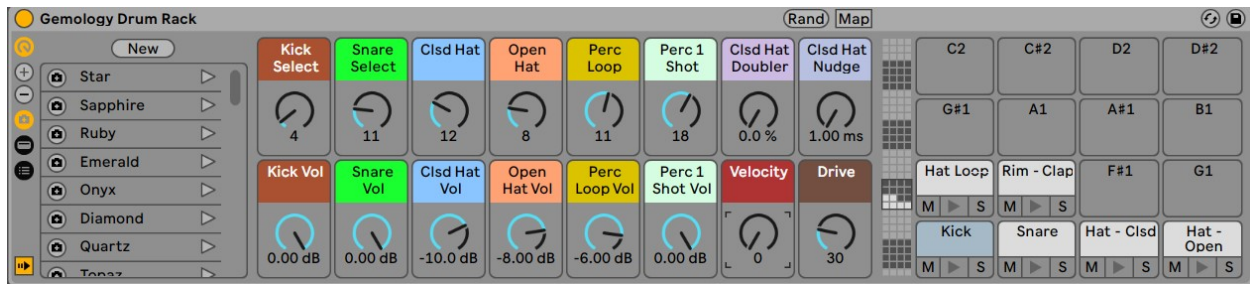 Gemology Drum Rack
Rand Map
New
Star
Sapphire
Ruby
Emerald
Onyx
Diamond
Quartz
Topaz
Kick Select
Snare Select
Clsd Hat
Open Hat
Perc Loop
Perc 1 Shot
Clsd Hat Doubler
Clsd Hat Nudge
4
11
12
8
11
18
0.0 %
1.00 ms
Kick Vol
Snare Vol
Clsd Hat Vol
Open Hat Vol
Perc Loop Vol
Perc 1 Shot Vol
Velocity
Drive
0.00 dB
0.00 dB
-10.0 dB
-8.00 dB
-6.00 dB
0.00 dB
0
30
C2
C#2
D2
D#2
G#1
A1
A#1
B1
Hat Loop
Rim - Clap
F#1
G1
M S
M S
Kick
Snare
Hat - Clsd
Hat - Open
M S
M S
M S
M S